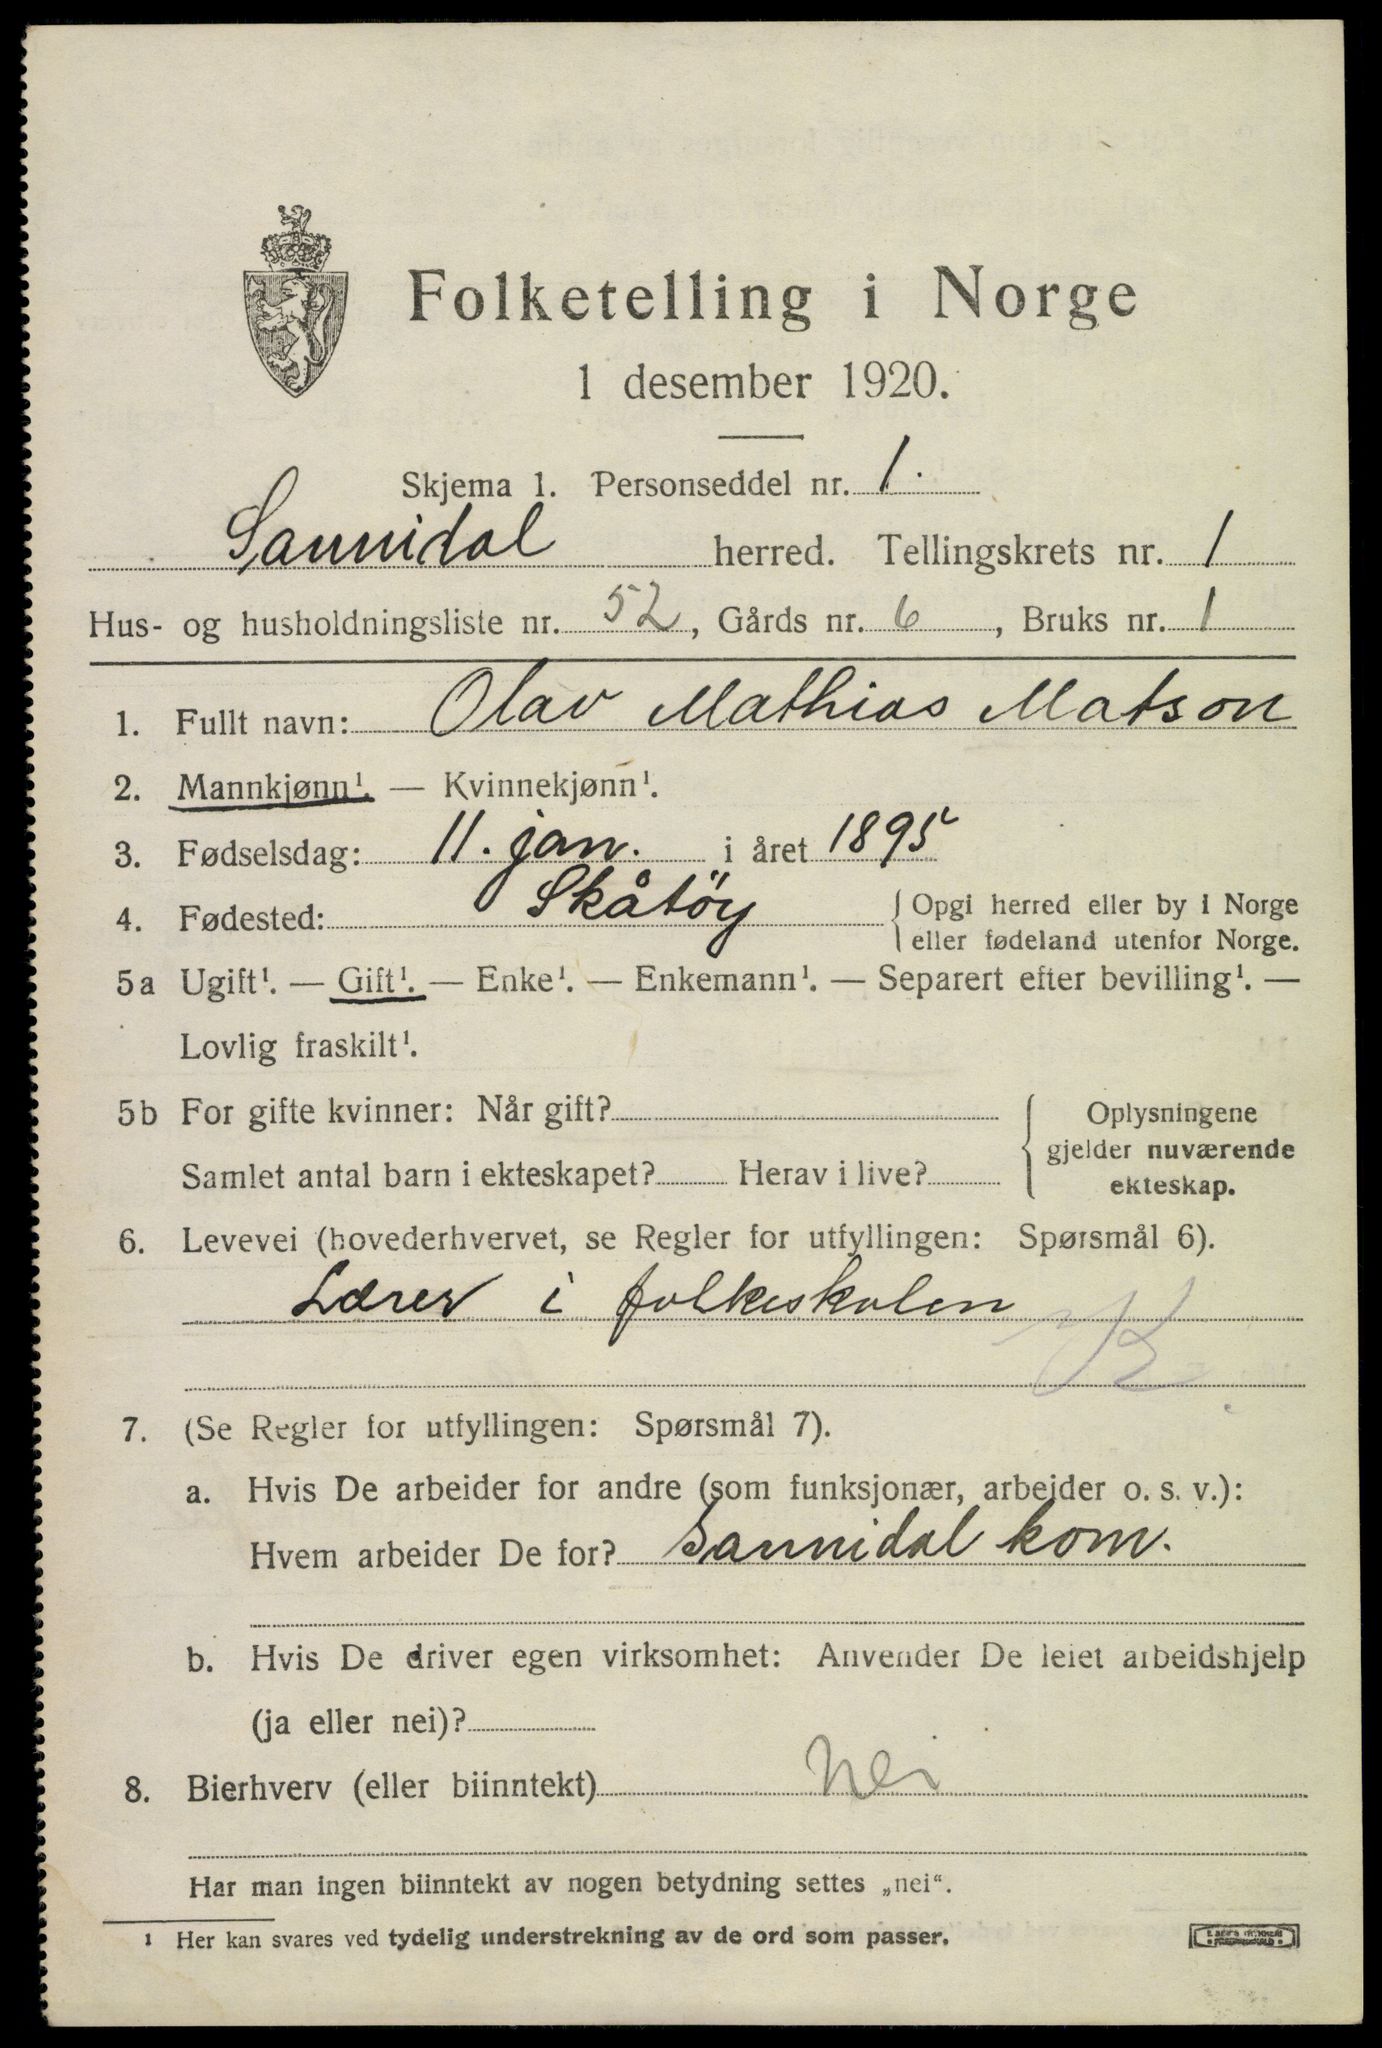 Folketelling i Norge
1 desember 1920.
Skjema 1. Personseddel nr. 1.
Sannidal herred. Tellingskrets nr. 1
Hus- og husholdningsliste nr. 52, Gårds nr. 6, Bruks nr. 1
1. Fullt navn: Olav Mathias Matson
2. Mannkjønn¹. — Kvinnekjønn¹.
3. Fødselsdag: 11. jan. i året 1895
4. Fødested: Skåtöy { Opgi herred eller by i Norge
eller fødeland utenfor Norge.
5a Ugift¹. — Gift¹. — Enke¹. — Enkemann¹. — Separert efter bevilling¹. —
Lovlig fraskilt¹.
5b For gifte kvinner: Når gift? { Oplysningene
gjelder nuværende
Samlet antal barn i ekteskapet? Herav i live?
ekteskap.
6. Levevei (hovederhvervet, se Regler for utfyllingen: Spørsmål 6).
Lærer i folkeskolen
7. (Se Regler for utfyllingen: Spørsmål 7).
a. Hvis De arbeider for andre (som funksjonær, arbeider o. s. v.):
Hvem arbeider De for? Sannidal kom.
b. Hvis De driver egen virksomhet: Anvender De leiet arbeidshjelp
(ja eller nei)?
8. Bierhverv (eller biinntekt) Nei
Har man ingen biinntekt av nogen betydning settes „nei“.
1 Her kan svares ved tydelig understrekning av de ord som passer.